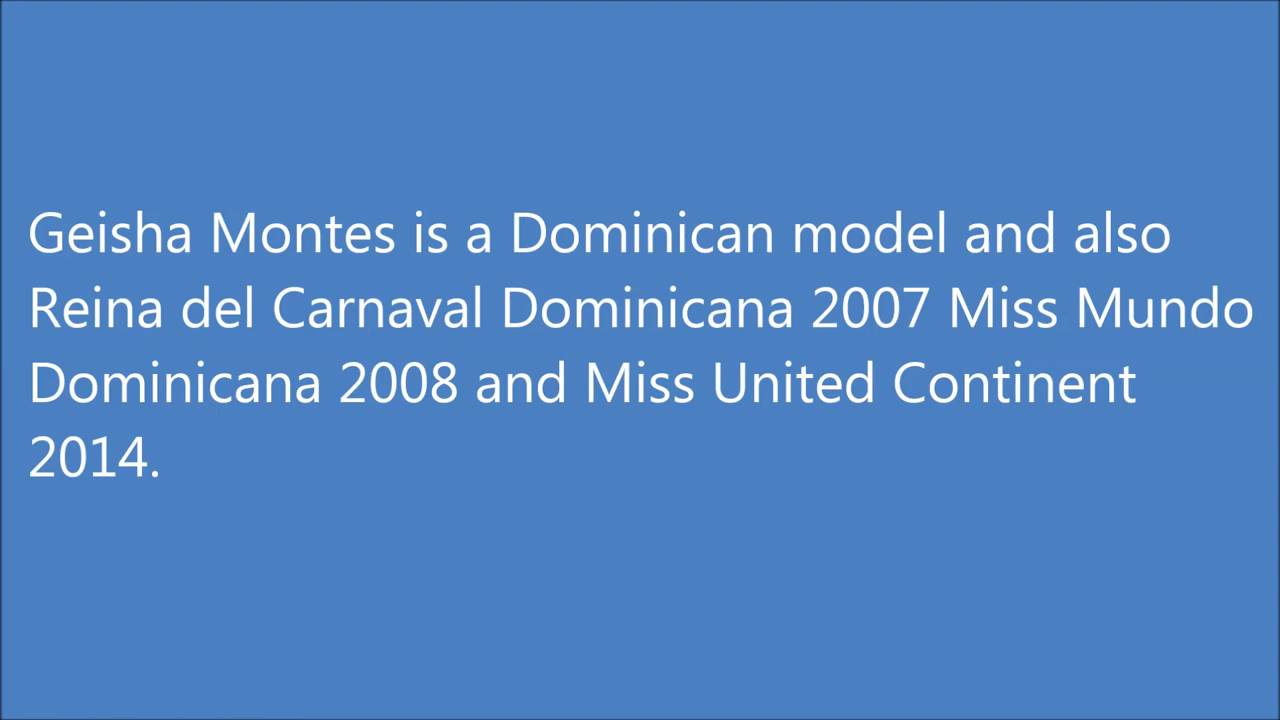 Geisha Montes is a Dominican model and also
Reina del Carnaval Dominicana 2007 Miss Mundo
Dominicana 2008 and Miss United Continent
2014.